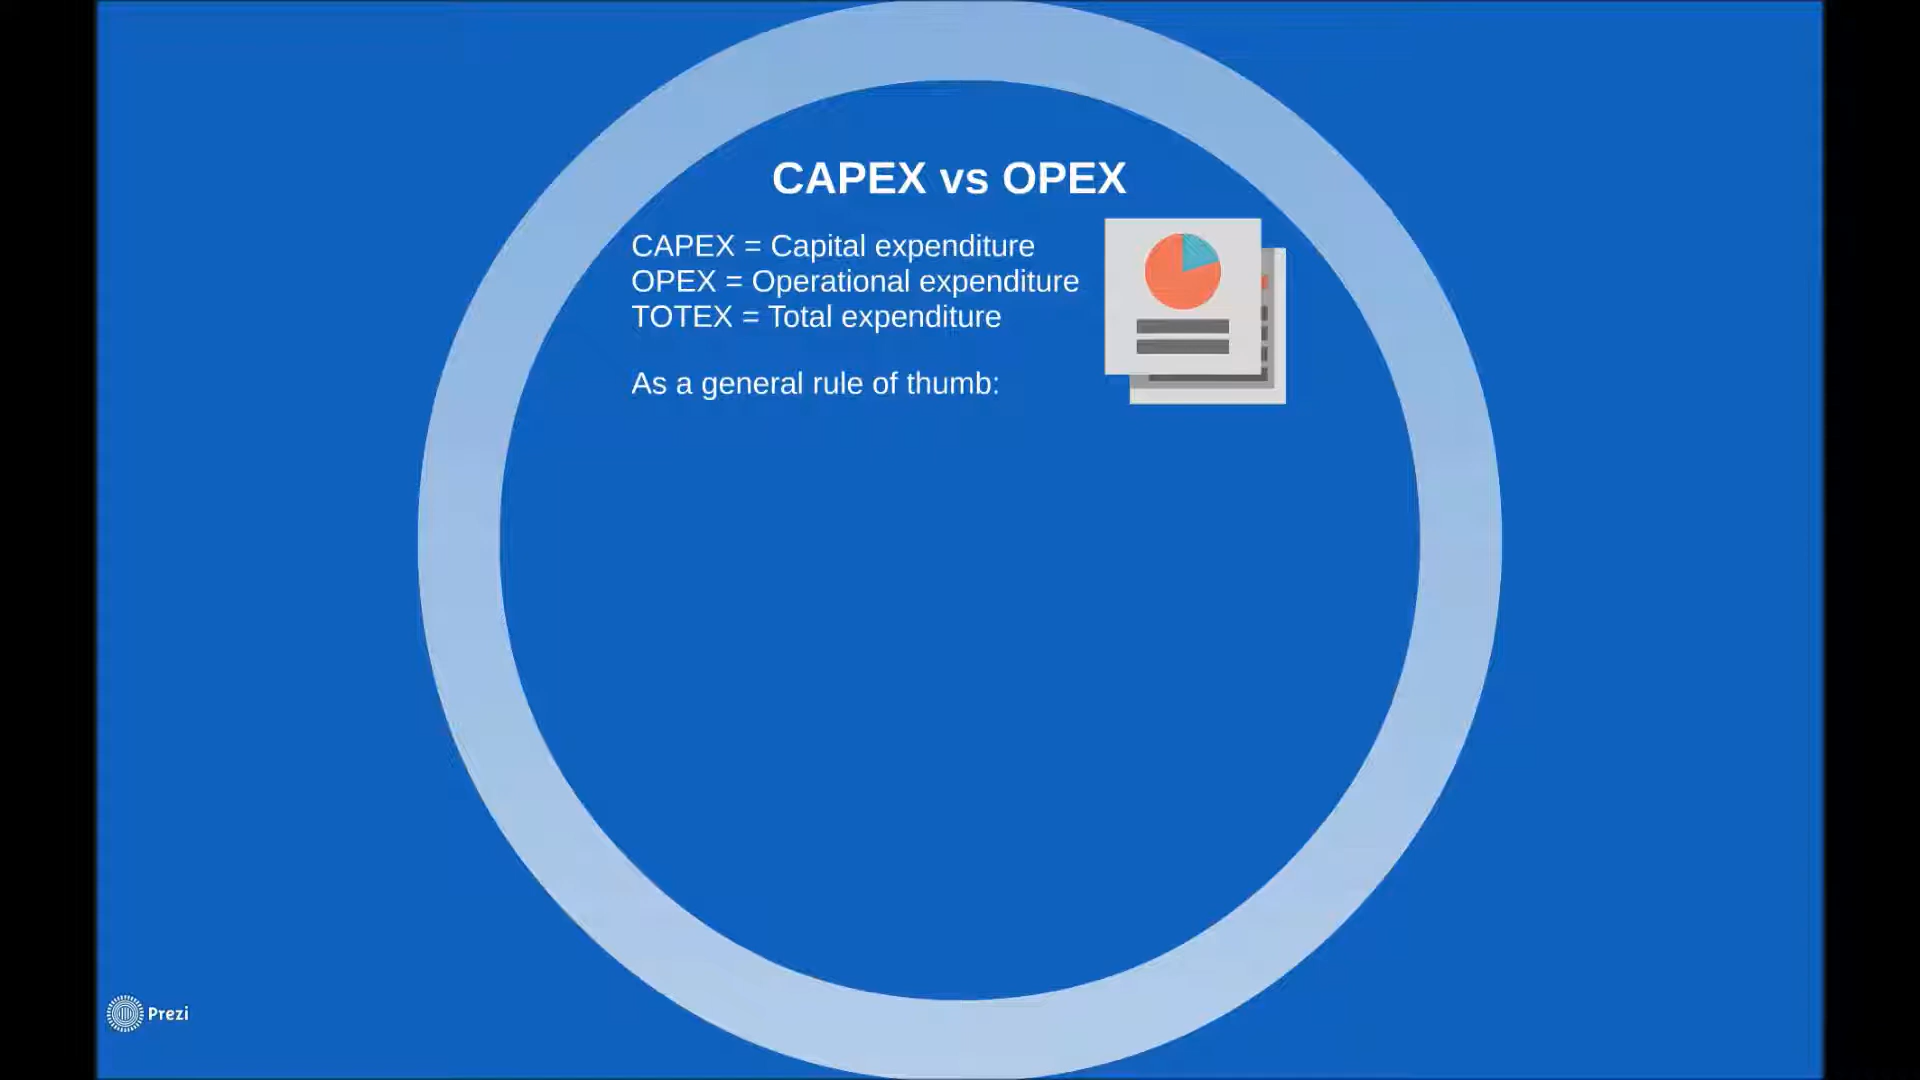 CAPEX vs OPEX
CAPEX = Capital expenditure
OPEX = Operational expenditure
TOTEX = Total expenditure
As a general rule of thumb:
Prezi